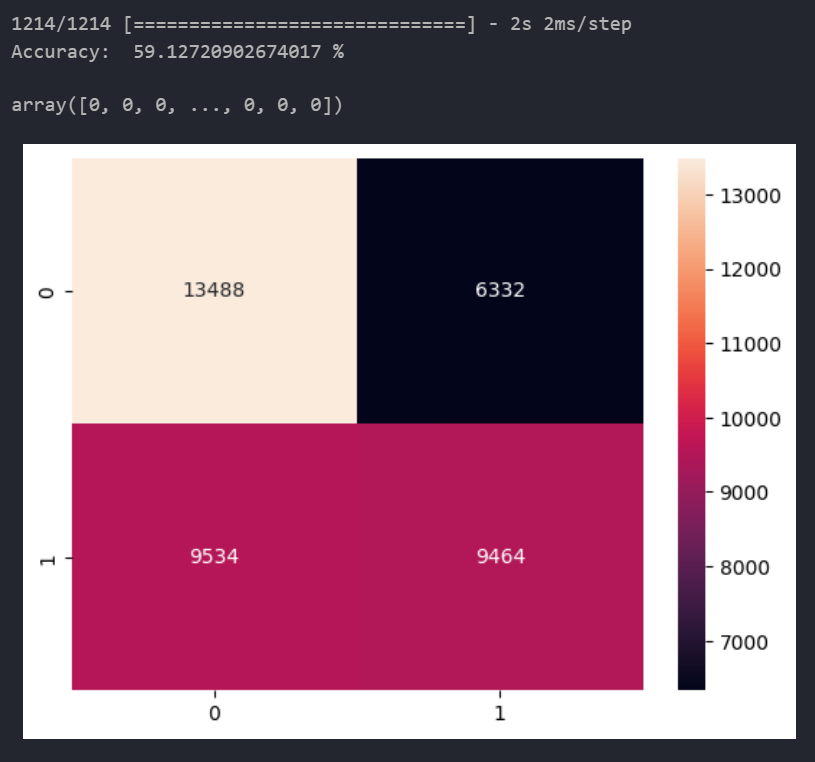 1214/1214 [==============================] - 2s 2ms/step
Accuracy:  59.12720902674017 %
array([0, 0, 0, ..., 0, 0, 0])
13000
0 13488 6332
12000
11000
10000
9000
1 9534 9464
8000
7000
0 1